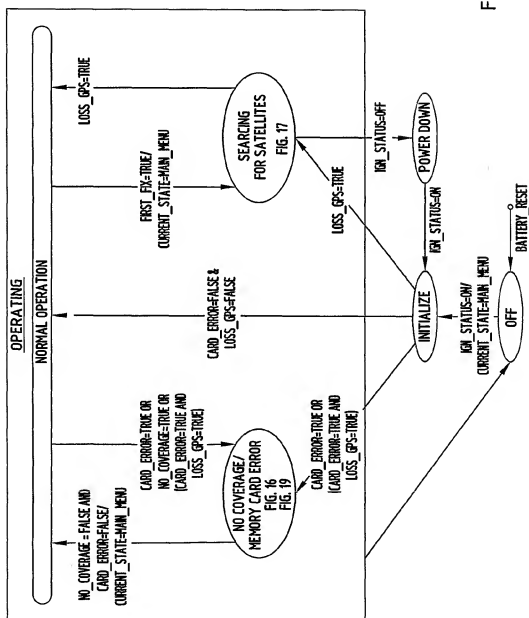 OPERATING
NORMAL OPERATION
NO_COVERAGE = FALSE AND
CARD_ERROR=FALSE/
CURRENT_STATE=MAIN_MENU
CARD_ERROR=TRUE OR
NO_COVERAGE=TRUE OR
(CARD_ERROR=TRUE AND
LOSS_GPS=TRUE)
CARD_ERROR=FALSE &
LOSS_GPS=FALSE
FIRST_FIX=TRUE/
CURRENT_STATE=MAIN_MENU
LOSS_GPS=TRUE
NO COVERAGE/
MEMORY CARD ERROR
FIG. 16
FIG. 19
SEARCING
FOR SATELLITES
FIG. 17
CARD_ERROR=TRUE OR
(CARD_ERROR=TRUE AND
LOSS_GPS=TRUE)
LOSS_GPS=TRUE
IGN_STATUS=OFF
INITIALIZE
IGN_STATUS=ON
POWER DOWN
IGN_STATUS=ON/
CURRENT_STATE=MAIN_MENU
OFF
BATTERY_RESET
F